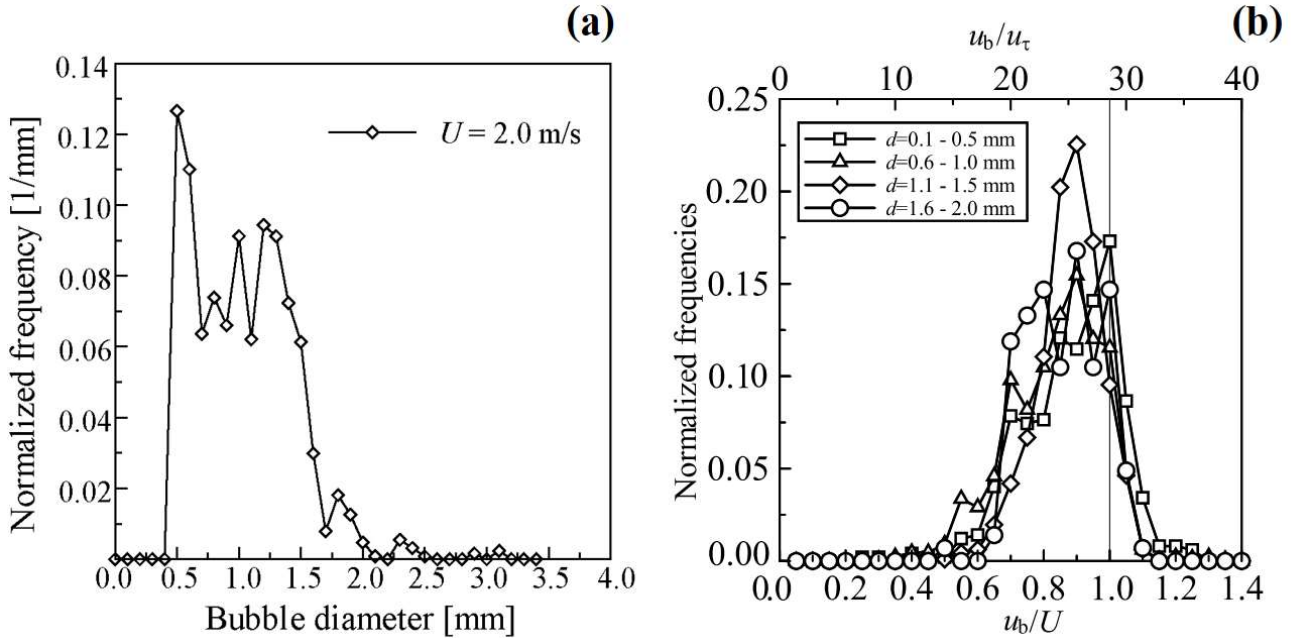 (a)
Normalized frequency [1/mm]
0.14
0.12
0.10
0.08
0.06
0.04
0.02
0.0 0.5 1.0 1.5 2.0 2.5 3.0 3.5 4.0
Bubble diameter [mm]
U = 2.0 m/s
(b)
u_b/u_τ
0 10 20 30 40
Normalized frequencies
0.25
0.20
0.15
0.10
0.05
0.00
d=0.1 - 0.5 mm
d=0.6 - 1.0 mm
d=1.1 - 1.5 mm
d=1.6 - 2.0 mm
0.0 0.2 0.4 0.6 0.8 1.0 1.2 1.4
u_b/U